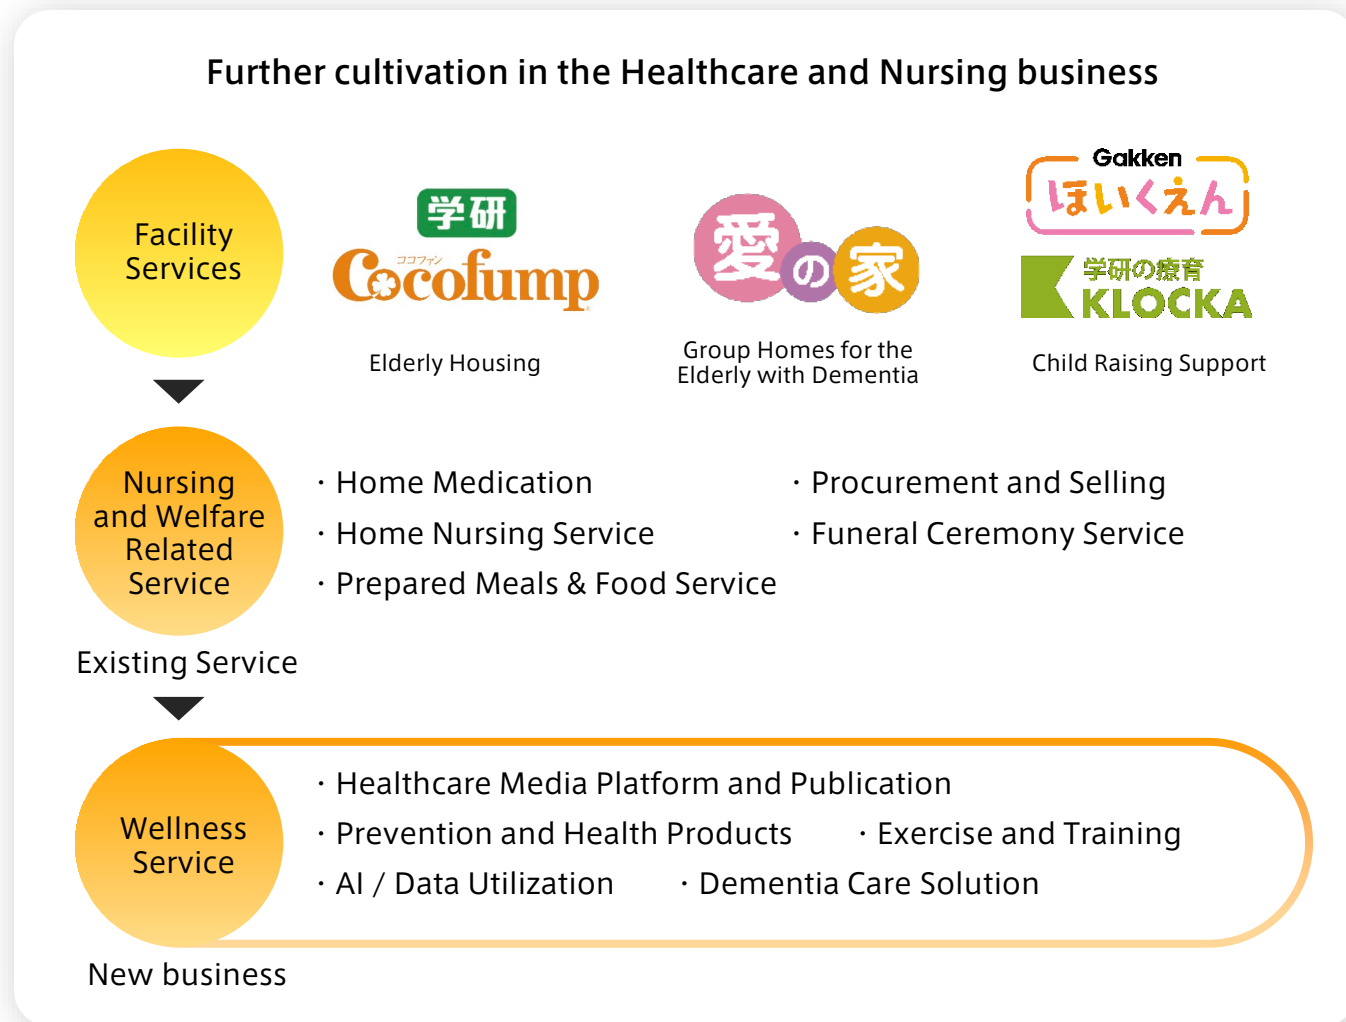 Further cultivation in the Healthcare and Nursing business
Facility
Services
学研
ココファン
Cocofump
Elderly Housing
愛の家
Group Homes for the
Elderly with Dementia
Gakken
ほいくえん
学研の療育
KLOCKA
Child Raising Support
Nursing
and Welfare
Related
Service
・Home Medication
・Home Nursing Service
・Prepared Meals & Food Service
・Procurement and Selling
・Funeral Ceremony Service
Existing Service
Wellness
Service
・Healthcare Media Platform and Publication
・Prevention and Health Products ・Exercise and Training
・AI / Data Utilization ・Dementia Care Solution
New business